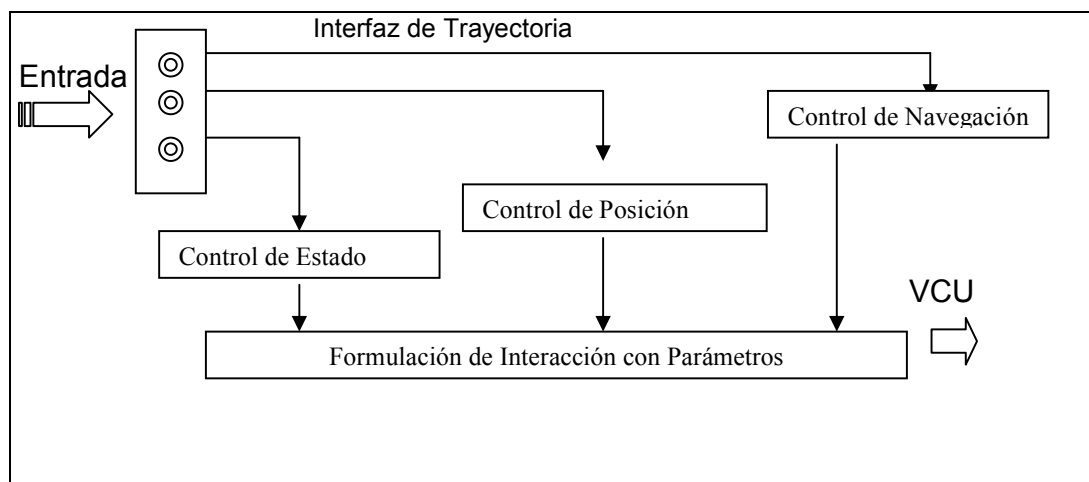 Interfaz de Trayectoria
Entrada
Control de Navegación
Control de Posición
Control de Estado
VCU
Formulación de Interacción con Parámetros